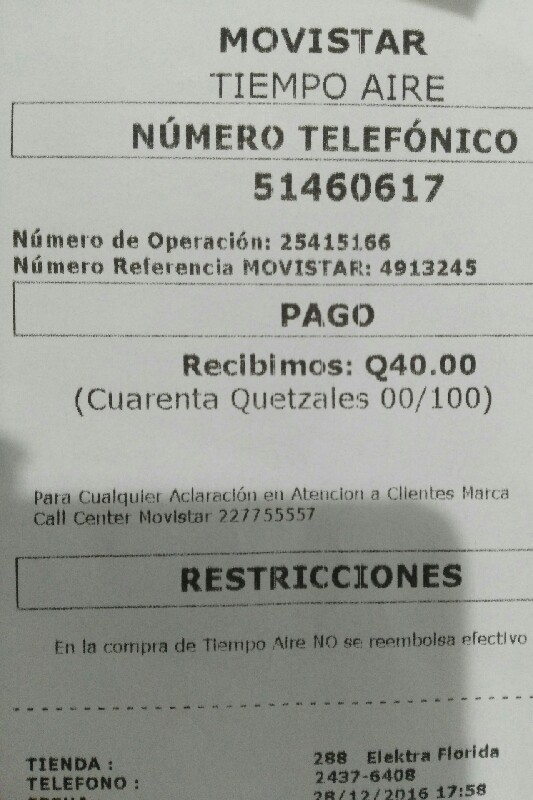 MOVISTAR
TIEMPO AIRE
NÚMERO TELEFÓNICO
51460617
Número de Operación: 25415166
Número Referencia MOVISTAR: 4913245
PAGO
Recibimos: Q40.00
(Cuarenta Quetzales 00/100)
Para Cualquier Aclaración en Atencion a Clientes Marca
Call Center Movistar 227755557
RESTRICCIONES
En la compra de Tiempo Aire NO se reembolsa efectivo
TIENDA : 288 Elektra Florida
TELEFONO : 2437-6408
28/12/2016 17:58